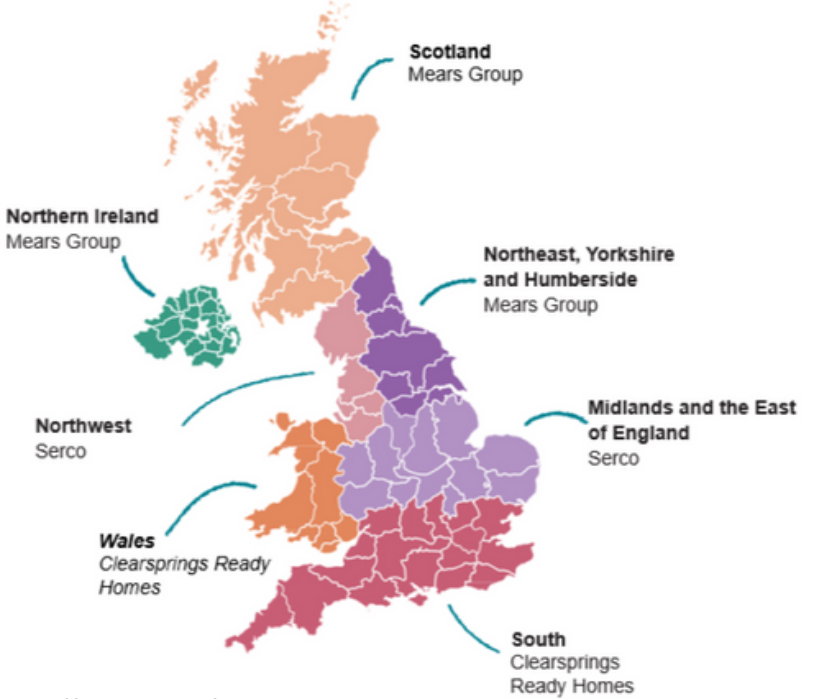 Scotland
Mears Group
Northern Ireland
Mears Group
Northeast, Yorkshire
and Humberside
Mears Group
Midlands and the East
of England
Serco
Northwest
Serco
Wales
Clearsprings Ready
Homes
South
Clearsprings
Ready Homes